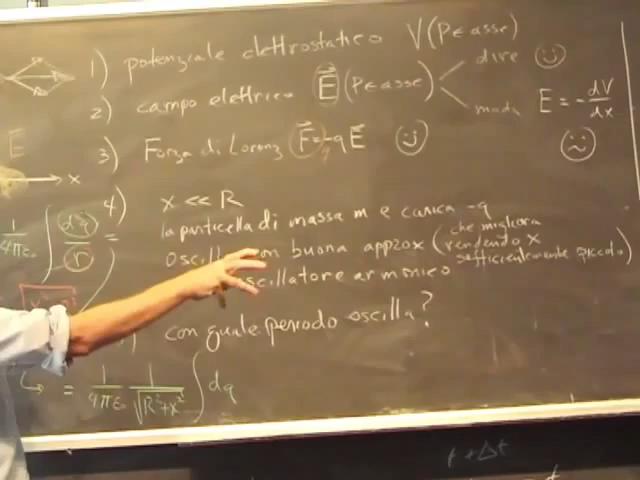 1) potenziale elettrostatico V(P∈asse)
2) campo elettrico E⃗(P∈asse) dire
modo E = -dV/dx
3) Forza di Lorenz F⃗=-qE⃗
E
x
4) x << R
la particella di massa m e carica -q
oscilla con buona approx (che migliora rendendo x sufficientemente piccolo)
oscillatore armonico
1/4πε₀ ∫ d²q/r =
) con quale periodo oscilla?
↳ = 1/4πε₀ 1/√(R²+x²) ∫dq
t + Δt